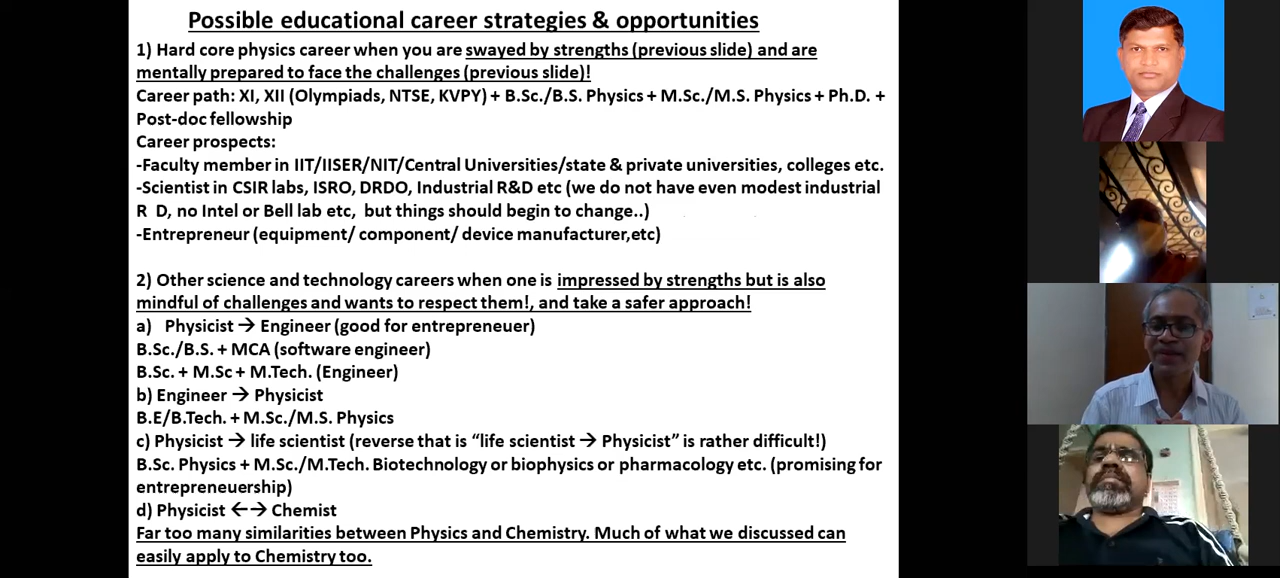 Possible educational career strategies & opportunities
1) Hard core physics career when you are swayed by strengths (previous slide) and are
mentally prepared to face the challenges (previous slide)!
Career path: XI, XII (Olympiads, NTSE, KVPY) + B.Sc./B.S. Physics + M.Sc./M.S. Physics + Ph.D. +
Post-doc fellowship
Career prospects:
-Faculty member in IIT/IISER/NIT/Central Universities/state & private universities, colleges etc.
-Scientist in CSIR labs, ISRO, DRDO, Industrial R&D etc (we do not have even modest industrial
R D, no Intel or Bell lab etc, but things should begin to change..)
-Entrepreneur (equipment/ component/ device manufacturer,etc)
2) Other science and technology careers when one is impressed by strengths but is also
mindful of challenges and wants to respect them!, and take a safer approach!
a) Physicist → Engineer (good for entrepreneuer)
B.Sc./B.S. + MCA (software engineer)
B.Sc. + M.Sc + M.Tech. (Engineer)
b) Engineer → Physicist
B.E/B.Tech. + M.Sc./M.S. Physics
c) Physicist → life scientist (reverse that is “life scientist → Physicist” is rather difficult!)
B.Sc. Physics + M.Sc./M.Tech. Biotechnology or biophysics or pharmacology etc. (promising for
entrepreneuership)
d) Physicist ←→ Chemist
Far too many similarities between Physics and Chemistry. Much of what we discussed can
easily apply to Chemistry too.